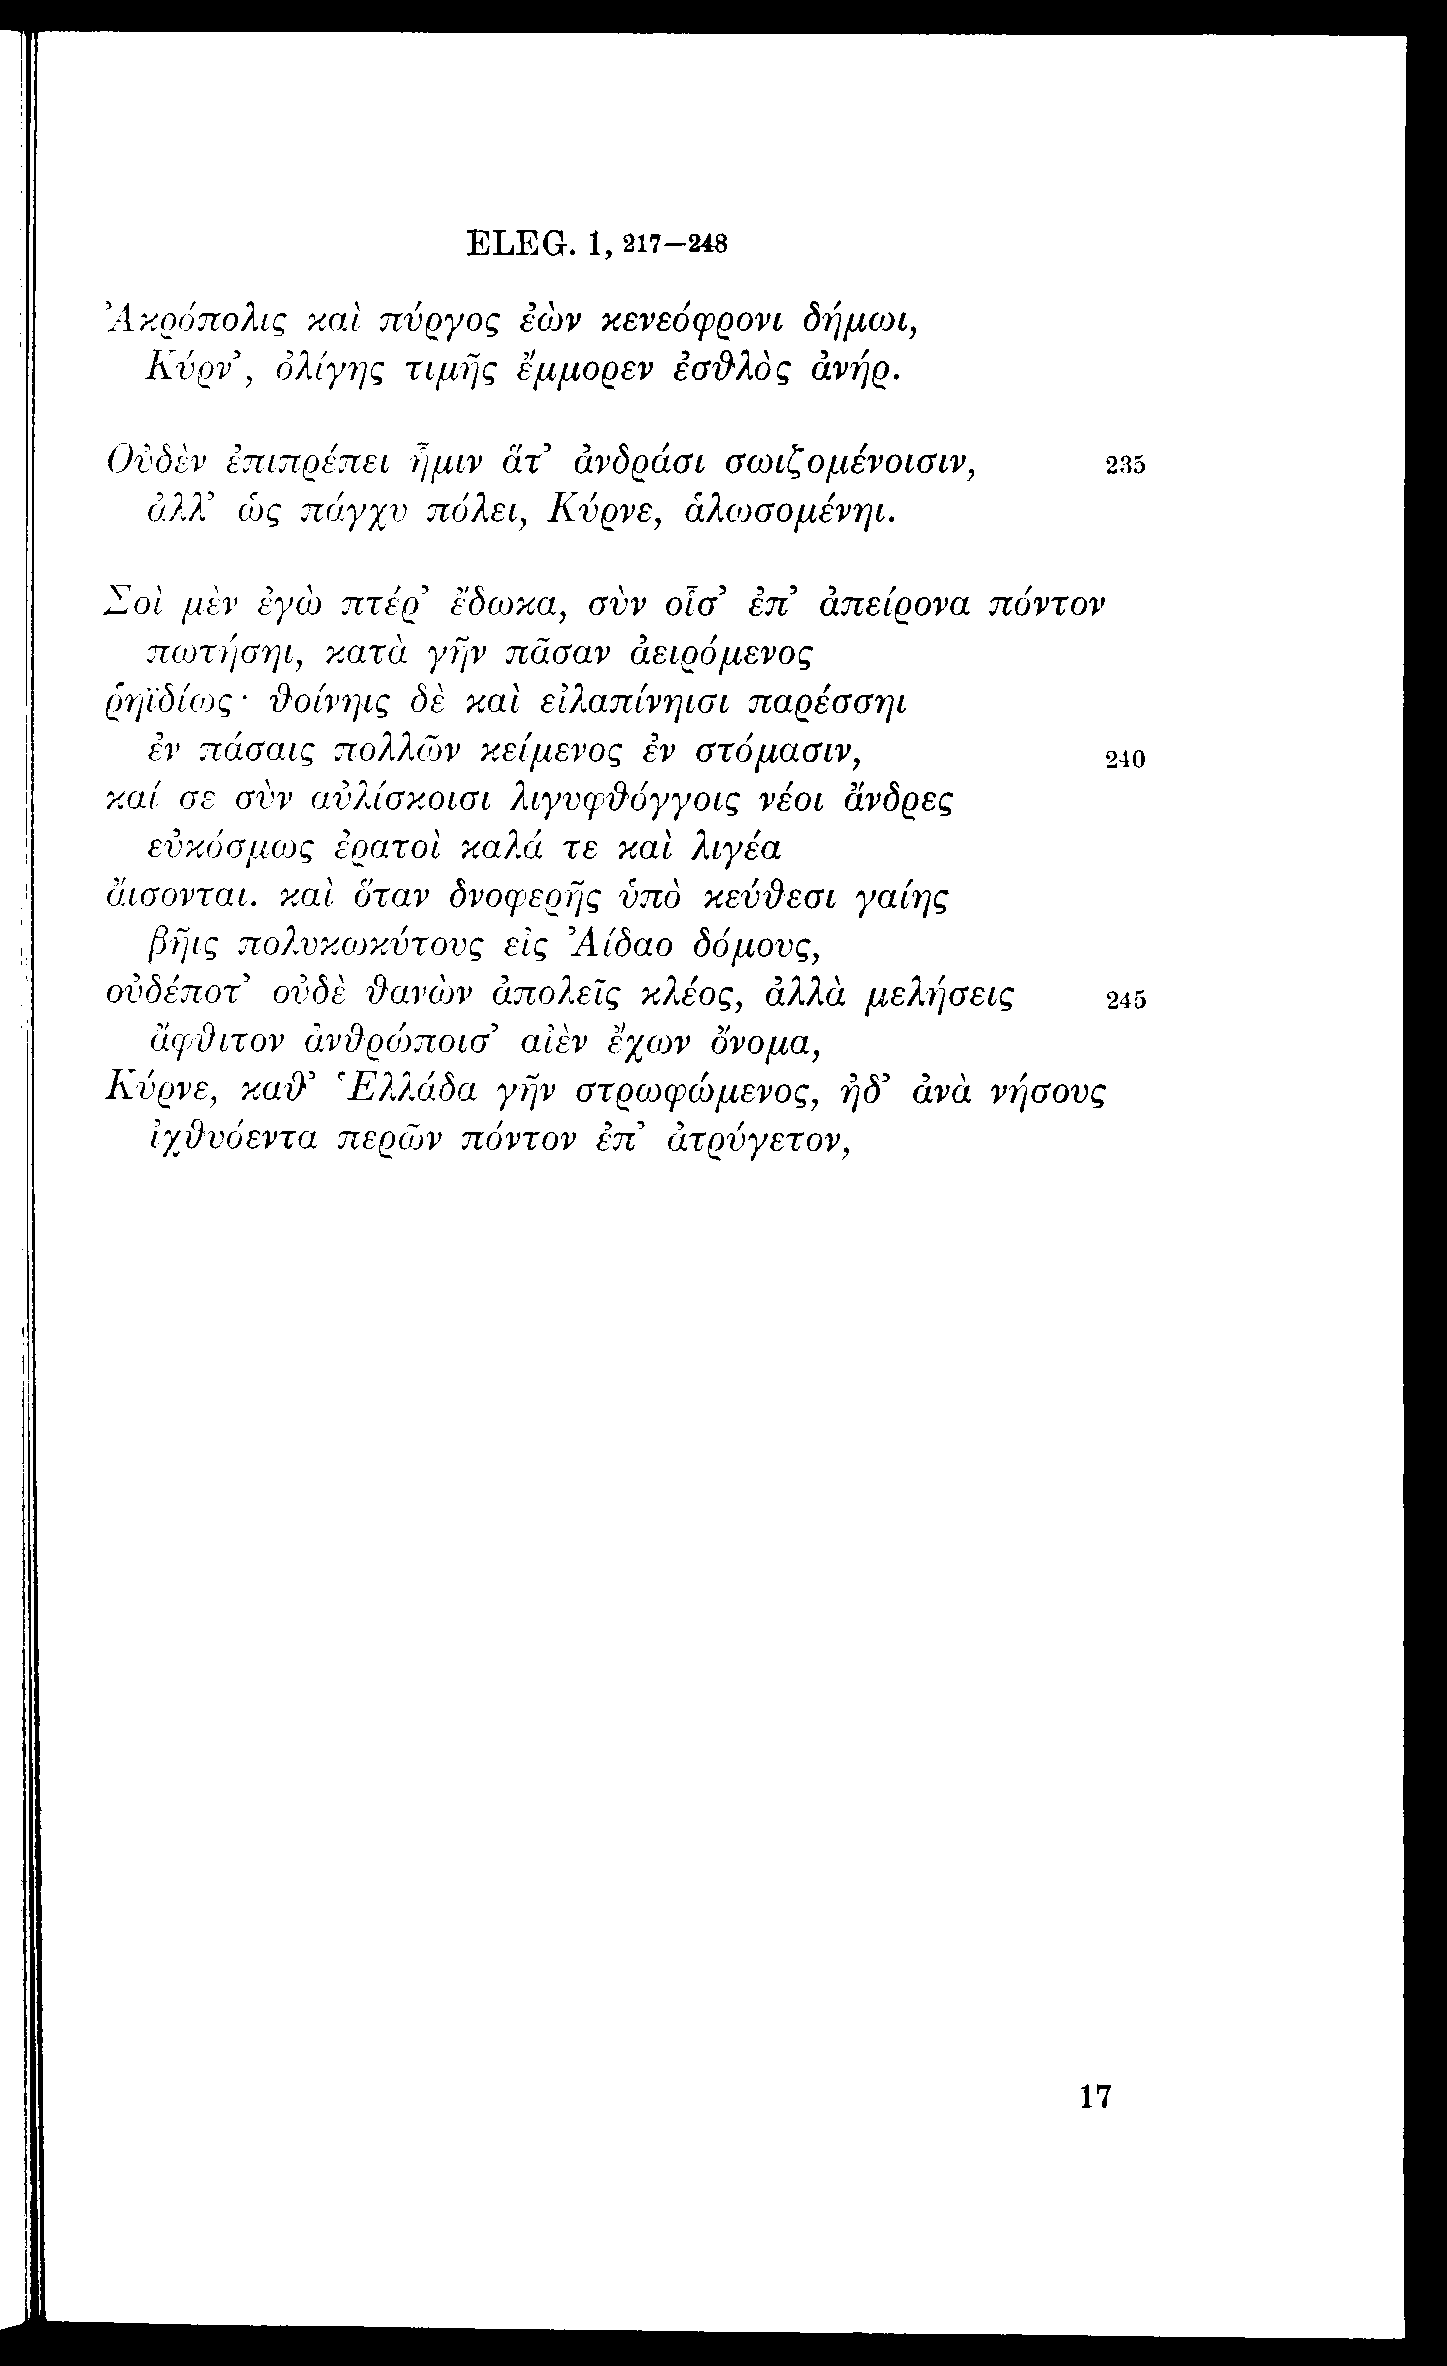 ELEG. 1, 217–248
Ἀκρόπολις καὶ πύργος ἐὼν κενεόφρονι δήμωι,
Κύρν’, ὀλίγης τιμῆς ἔμμορεν ἐσθλὸς ἀνήρ.
Οὐδὲν ἐπιπρέπει ἧμιν ἅτ’ ἀνδράσι σωιζομένοισιν, 235
ἀλλ’ ὡς πάγχυ πόλει, Κύρνε, ἁλωσομένηι.
Σοὶ μὲν ἐγὼ πτέρ’ ἔδωκα, σὺν οἷσ’ ἐπ’ ἀπείρονα πόντον
πωτήσηι, κατὰ γῆν πᾶσαν ἀειρόμενος
ῥηϊδίως· θοίνηις δὲ καὶ εἰλαπίνηισι παρέσσηι
ἐν πάσαις πολλῶν κείμενος ἐν στόμασιν, 240
καί σε σὺν αὐλίσκοισι λιγυφθόγγοις νέοι ἄνδρες
εὐκόσμως ἐρατοὶ καλά τε καὶ λιγέα
ἄισονται. καὶ ὅταν δνοφερῆς ὑπὸ κεύθεσι γαίης
βῆις πολυκωκύτους εἰς Ἀίδαο δόμους,
οὐδέποτ’ οὐδὲ θανὼν ἀπολεῖς κλέος, ἀλλὰ μελήσεις 245
ἄφθιτον ἀνθρώποισ’ αἰὲν ἔχων ὄνομα,
Κύρνε, καθ’ Ἑλλάδα γῆν στρωφώμενος, ἠδ’ ἀνὰ νήσους
ἰχθυόεντα περῶν πόντον ἐπ’ ἀτρύγετον,
17